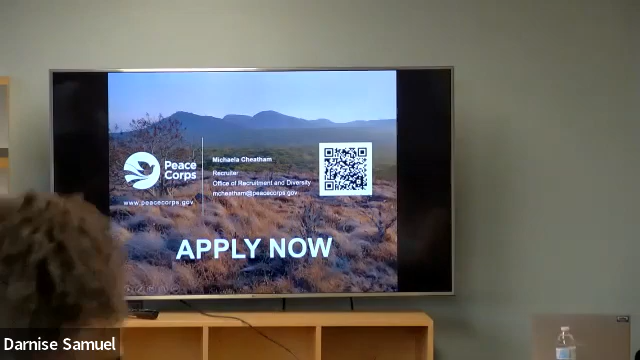 Peace
Corps
www.peacecorps.gov
Michaela Cheatham
Recruiter
Office of Recruitment and Diversity
mcheatham@peacecorps.gov
APPLY NOW
Darnise Samuel